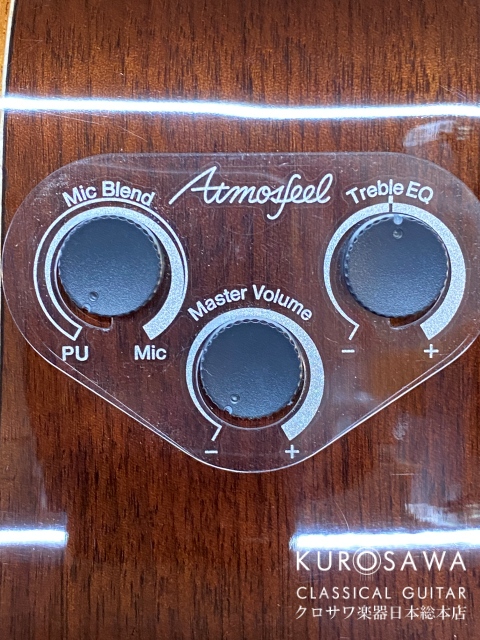 Atmosfeel
Mic Blend
Treble EQ
Master Volume
PU
Mic
−
+
−
+
KUROSAWA
CLASSICAL GUITAR
クロサワ楽器日本総本店